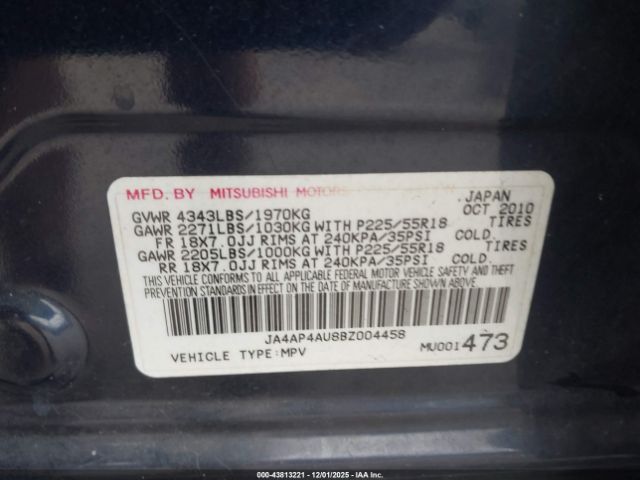 MFD. BY MITSUBISHI MOTORS JAPAN
GVWR 4343LBS/1970KG OCT 2010
GAWR 2271LBS/1030KG WITH P225/55R18 TIRES
FR 18X7.0JJ RIMS AT 240KPA/35PSI COLD.
GAWR 2205LBS/1000KG WITH P225/55R18 TIRES
RR 18X7.0JJ RIMS AT 240KPA/35PSI COLD.
THIS VEHICLE CONFORMS TO ALL APPLICABLE FEDERAL MOTOR VEHICLE SAFETY AND THEFT
PREVENTION STANDARDS IN EFFECT ON THE DATE OF MANUFACTURE SHOWN ABOVE.
JA4AP4AU8BZ004458
VEHICLE TYPE:MPV MU001473
000-43813221 - 12/01/2025 - IAA Inc.